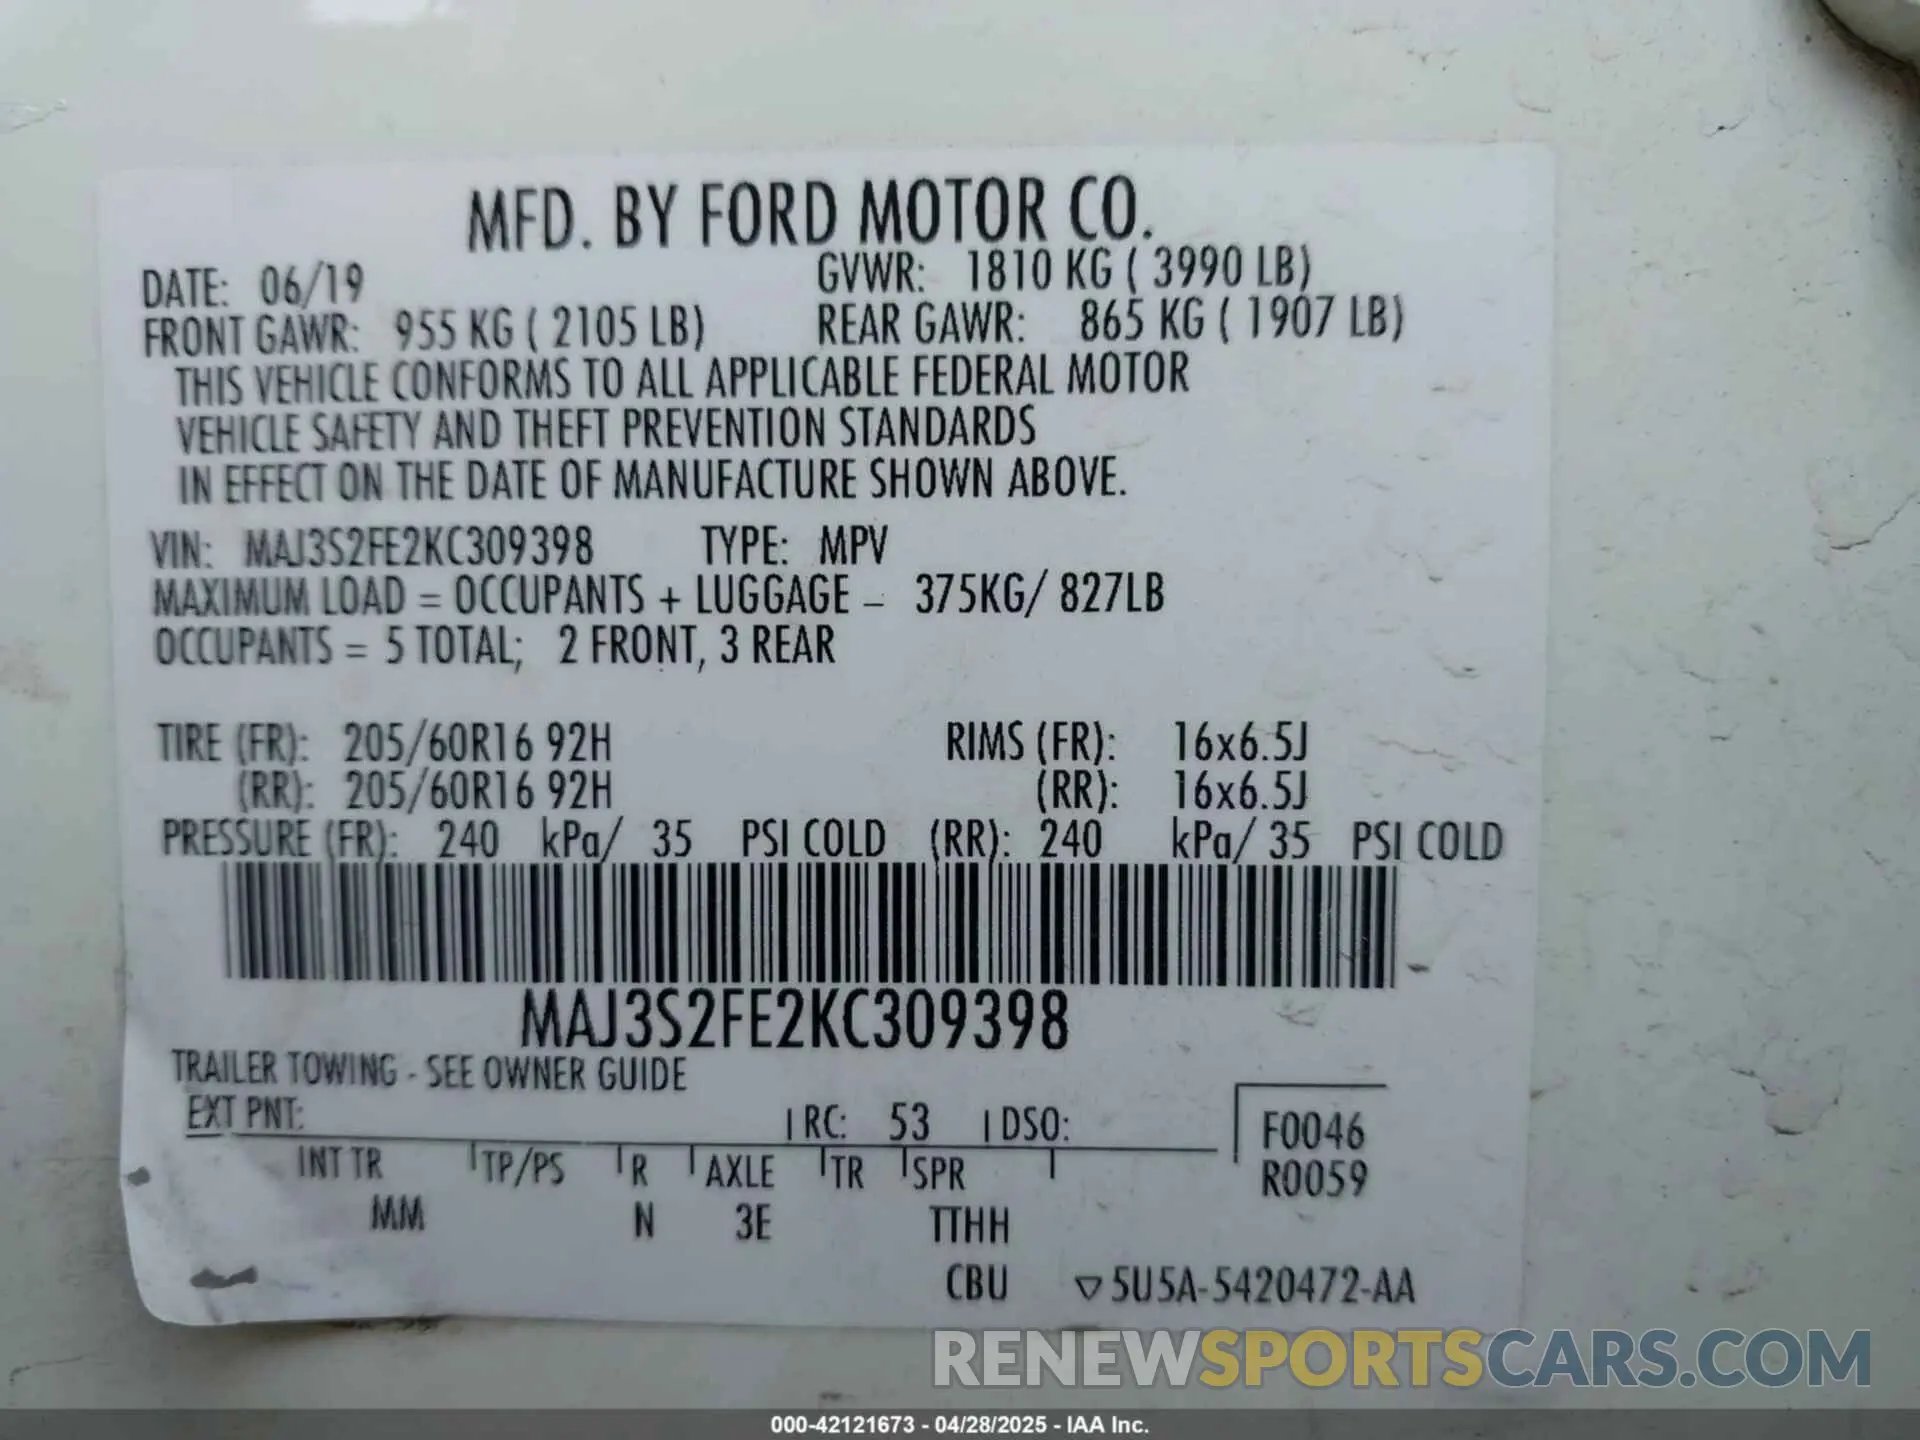 MFD. BY FORD MOTOR CO.
DATE: 06/19 GVWR: 1810 KG ( 3990 LB)
FRONT GAWR: 955 KG ( 2105 LB) REAR GAWR: 865 KG ( 1907 LB)
THIS VEHICLE CONFORMS TO ALL APPLICABLE FEDERAL MOTOR
VEHICLE SAFETY AND THEFT PREVENTION STANDARDS
IN EFFECT ON THE DATE OF MANUFACTURE SHOWN ABOVE.
VIN: MAJ3S2FE2KC309398 TYPE: MPV
MAXIMUM LOAD = OCCUPANTS + LUGGAGE – 375KG/ 827LB
OCCUPANTS = 5 TOTAL; 2 FRONT, 3 REAR
TIRE (FR): 205/60R16 92H RIMS (FR): 16x6.5J
(RR): 205/60R16 92H (RR): 16x6.5J
PRESSURE (FR): 240 kPa/ 35 PSI COLD (RR): 240 kPa/ 35 PSI COLD
MAJ3S2FE2KC309398
TRAILER TOWING - SEE OWNER GUIDE
EXT PNT: RC: 53 DSO: F0046
INT TR TP/PS R AXLE TR SPR R0059
MM N 3E TTHH
CBU ▽5U5A-5420472-AA
RENEWSPORTSCARS.COM
000-42121673 - 04/28/2025 - IAA Inc.